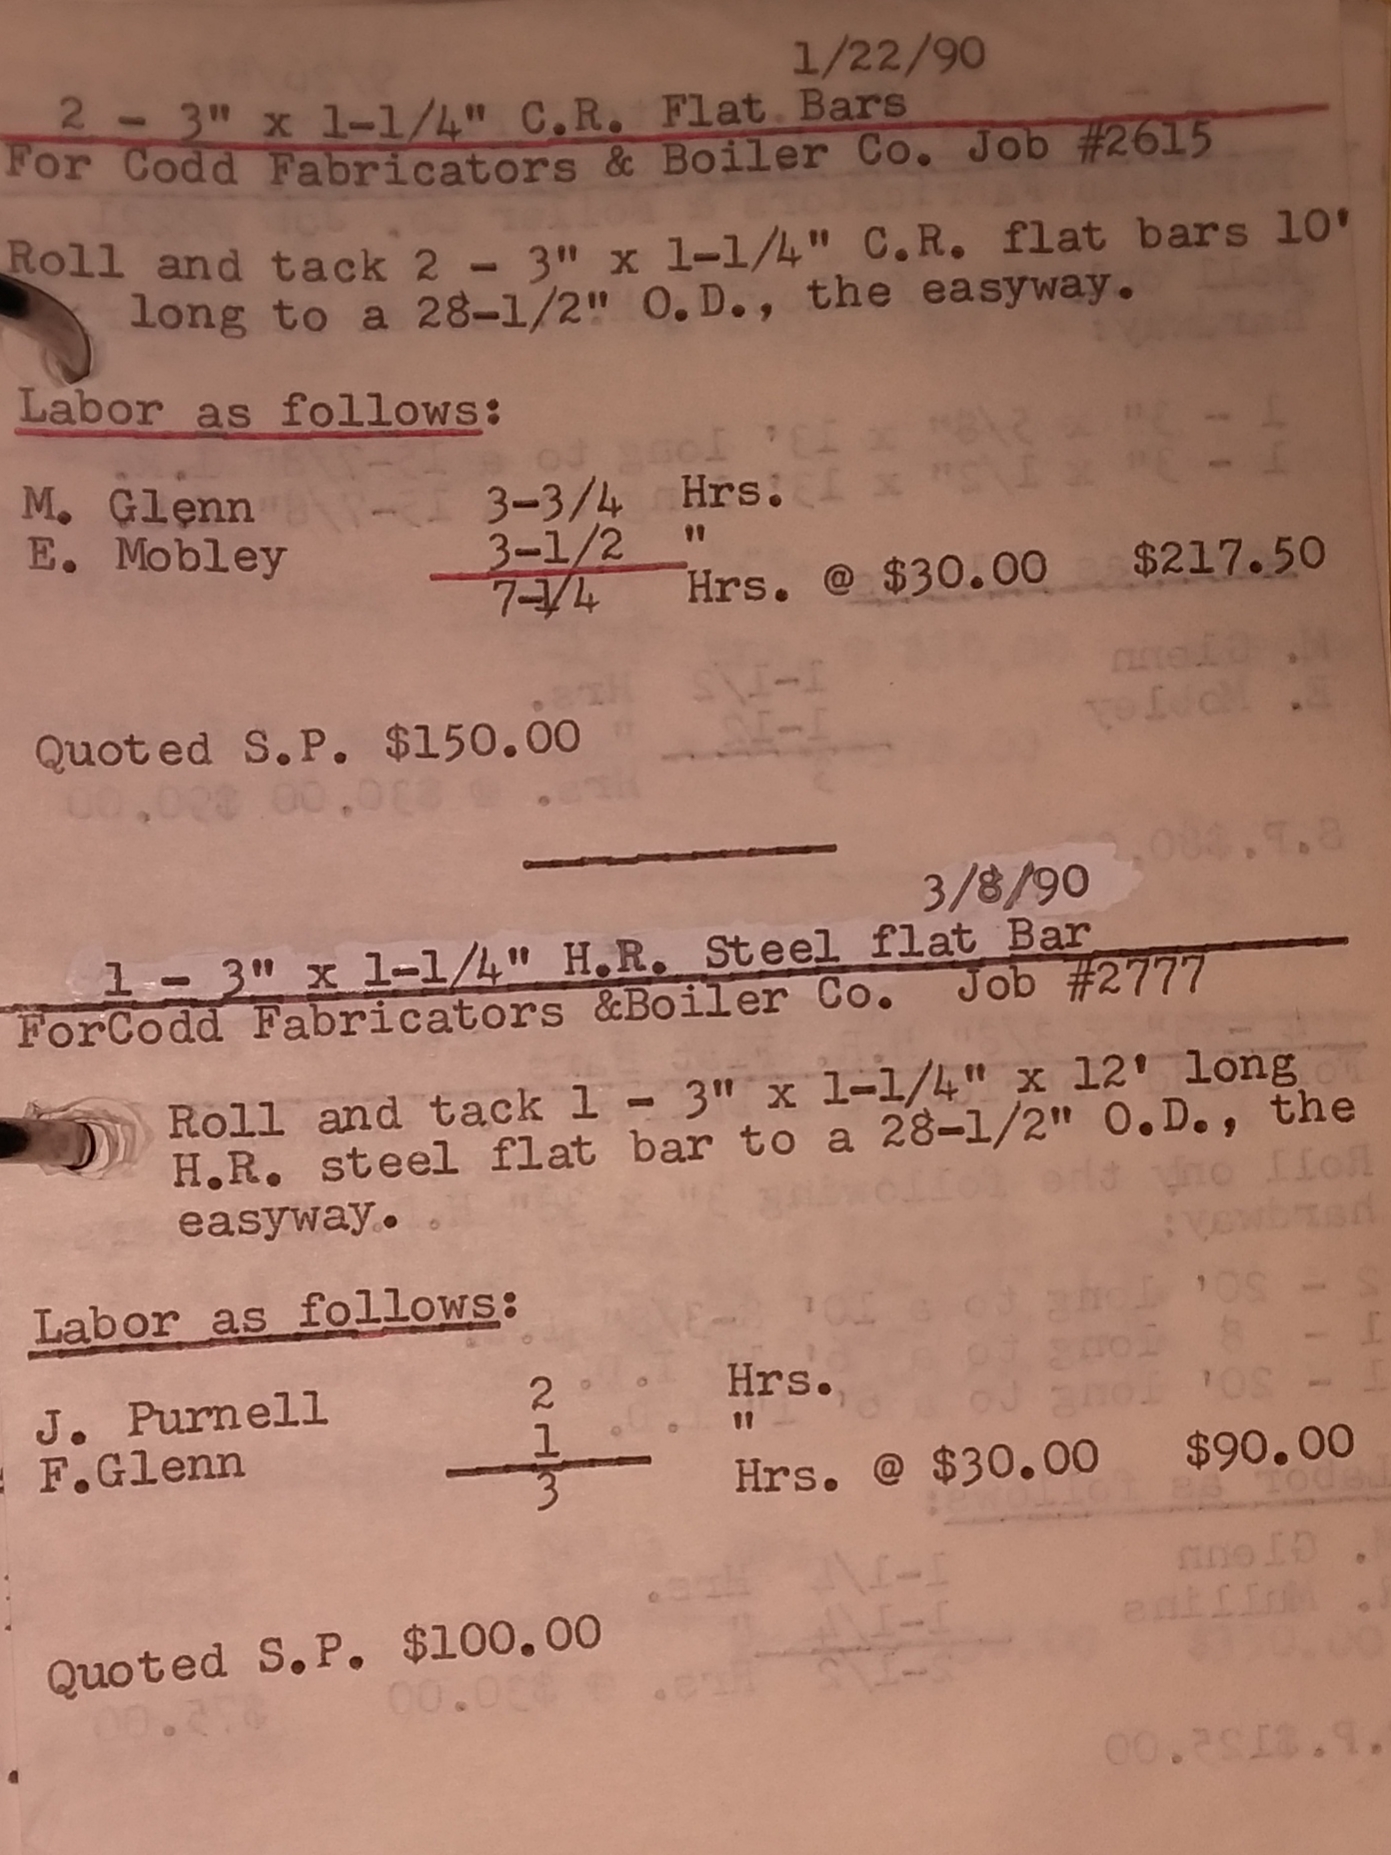 1/22/90
2 - 3" x 1-1/4" C.R. Flat Bars
For Codd Fabricators & Boiler Co. Job #2615
Roll and tack 2 - 3" x 1-1/4" C.R. flat bars 10'
long to a 28-1/2" O.D., the easyway.
Labor as follows:
M. Glenn 3-3/4 Hrs.
E. Mobley 3-1/2 "
7-1/4 Hrs. @ $30.00 $217.50
Quoted S.P. $150.00
3/8/90
1 - 3" x 1-1/4" H.R. Steel flat Bar
ForCodd Fabricators &Boiler Co. Job #2777
Roll and tack 1 - 3" x 1-1/4" x 12' long
H.R. steel flat bar to a 28-1/2" O.D., the
easyway.
Labor as follows:
J. Purnell 2 Hrs.
F.Glenn 1 "
3 Hrs. @ $30.00 $90.00
Quoted S.P. $100.00